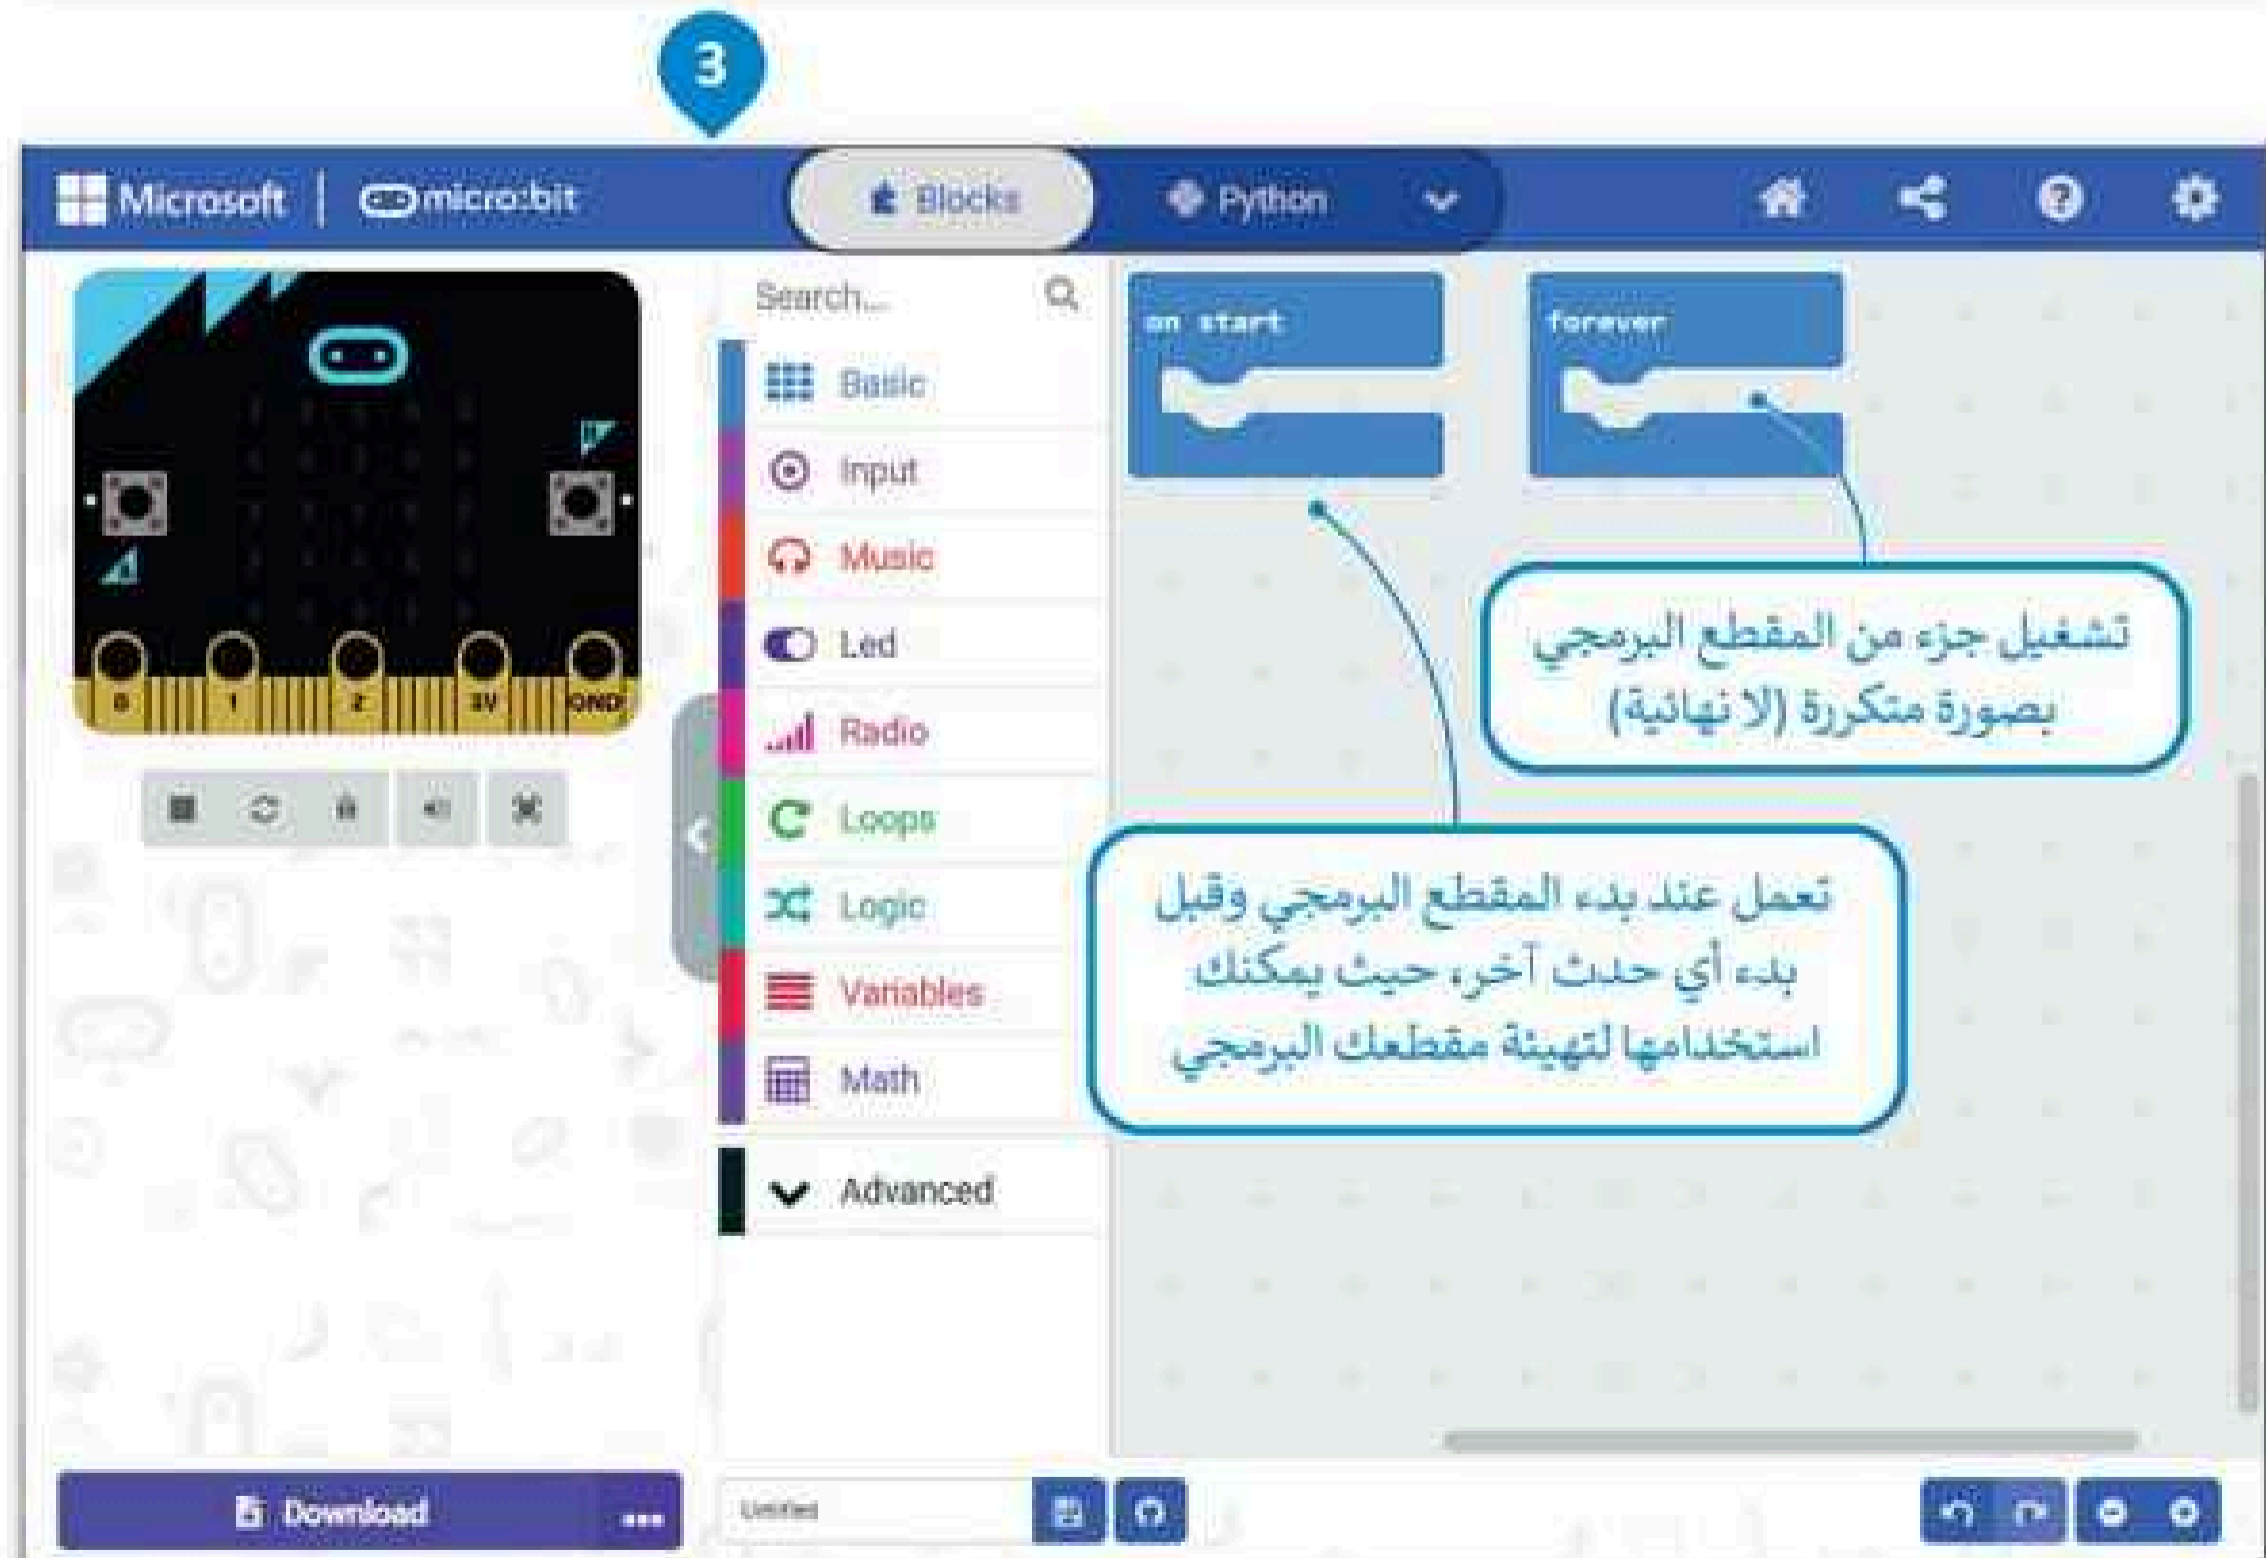 3
Microsoft | micro:bit
Blocks
Python
Search...
on start
forever
Basic
Input
Music
Led
Radio
Loops
Logic
Variables
Math
Advanced
تشغيل جزء من المقطع البرمجي
بصورة متكررة (لا نهائية)
تعمل عند بدء المقطع البرمجي وقبل
بدء أي حدث آخر، حيث يمكنك
استخدامها لتهيئة مقطعك البرمجي
0 1 2 3V GND
Download ...
Untitled